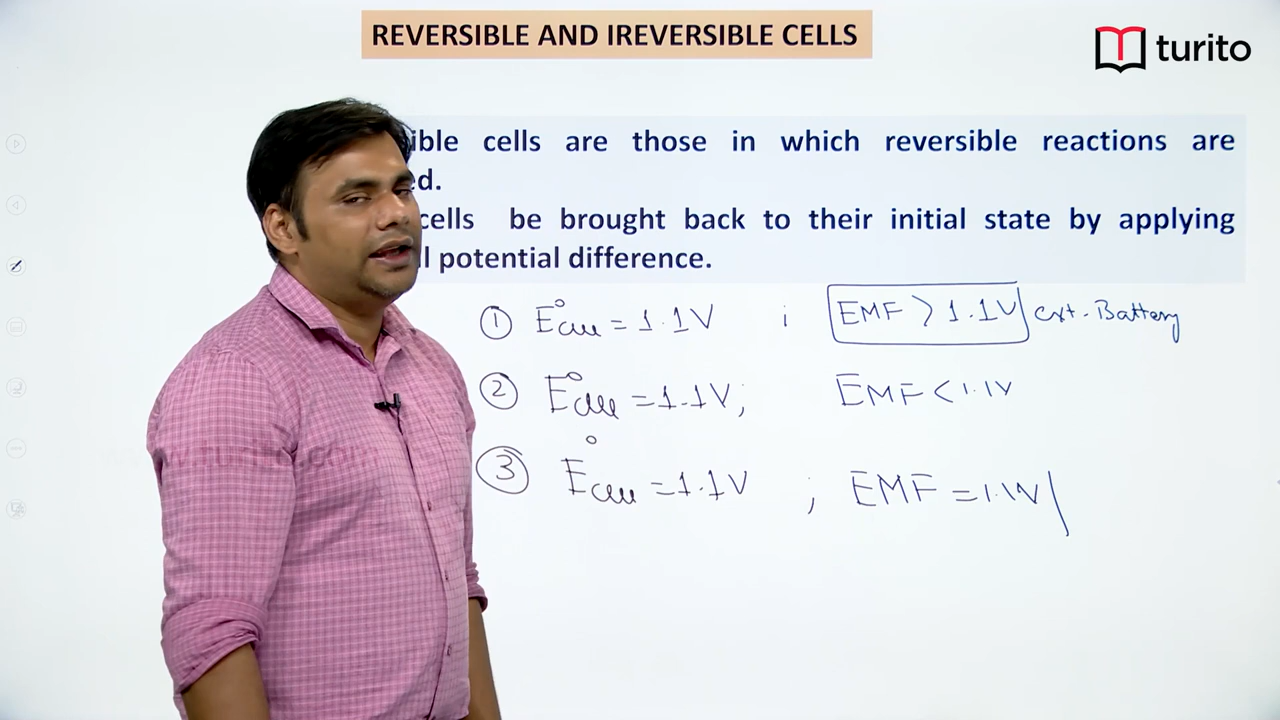 REVERSIBLE AND IREVERSIBLE CELLS
turito
ible cells are those in which reversible reactions are
ed.
cells be brought back to their initial state by applying
l potential difference.
① E°cell = 1.1V ; EMF > 1.1V ext. Battery
② E°cell = 1.1V; EMF < 1.1V
③ E°cell = 1.1V ; EMF = 1.1V